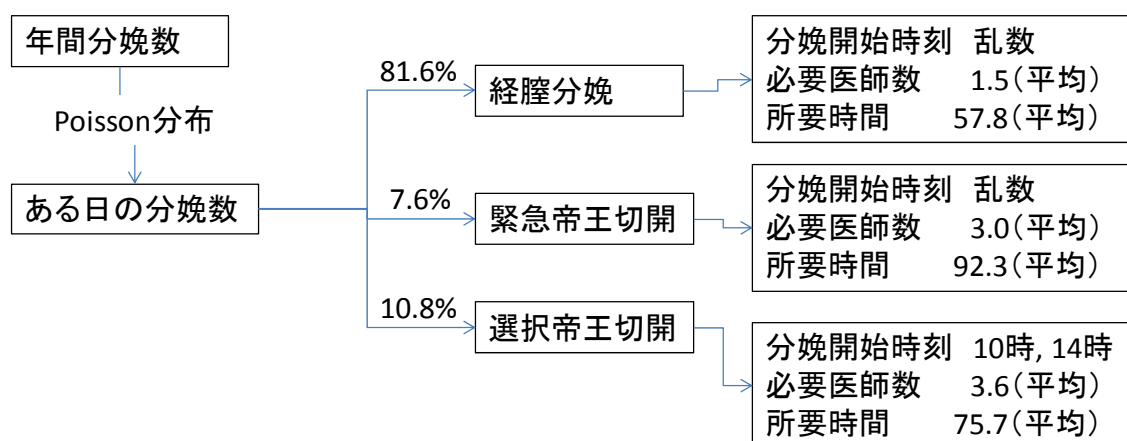 年間分娩数
Poisson分布
ある日の分娩数
81.6%
経膣分娩
分娩開始時刻 乱数
必要医師数 1.5(平均)
所要時間 57.8(平均)
7.6%
緊急帝王切開
分娩開始時刻 乱数
必要医師数 3.0(平均)
所要時間 92.3(平均)
10.8%
選択帝王切開
分娩開始時刻 10時, 14時
必要医師数 3.6(平均)
所要時間 75.7(平均)